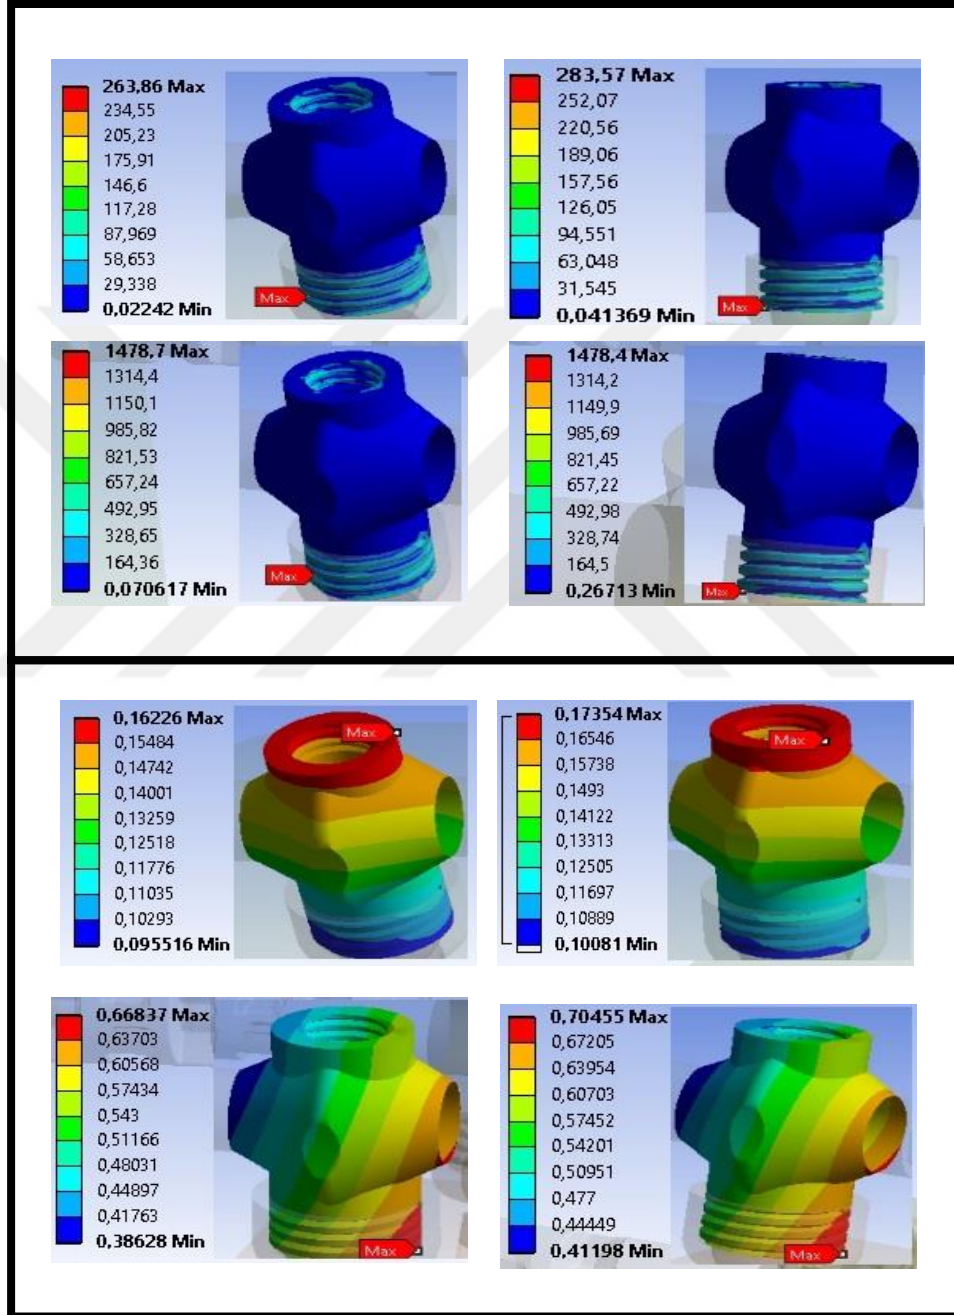 263,86 Max
234,55
205,23
175,91
146,6
117,28
87,969
58,653
29,338
0,02242 Min
Max
283,57 Max
252,07
220,56
189,06
157,56
126,05
94,551
63,048
31,545
0,041369 Min
Max
1478,7 Max
1314,4
1150,1
985,82
821,53
657,24
492,95
328,65
164,36
0,070617 Min
Max
1478,4 Max
1314,2
1149,9
985,69
821,45
657,22
492,98
328,74
164,5
0,26713 Min
Max
0,16226 Max
0,15484
0,14742
0,14001
0,13259
0,12518
0,11776
0,11035
0,10293
0,095516 Min
Max
0,17354 Max
0,16546
0,15738
0,1493
0,14122
0,13313
0,12505
0,11697
0,10889
0,10081 Min
Max
0,66837 Max
0,63703
0,60568
0,57434
0,543
0,51166
0,48031
0,44897
0,41763
0,38628 Min
Max
0,70455 Max
0,67205
0,63954
0,60703
0,57452
0,54201
0,50951
0,477
0,44449
0,41198 Min
Max